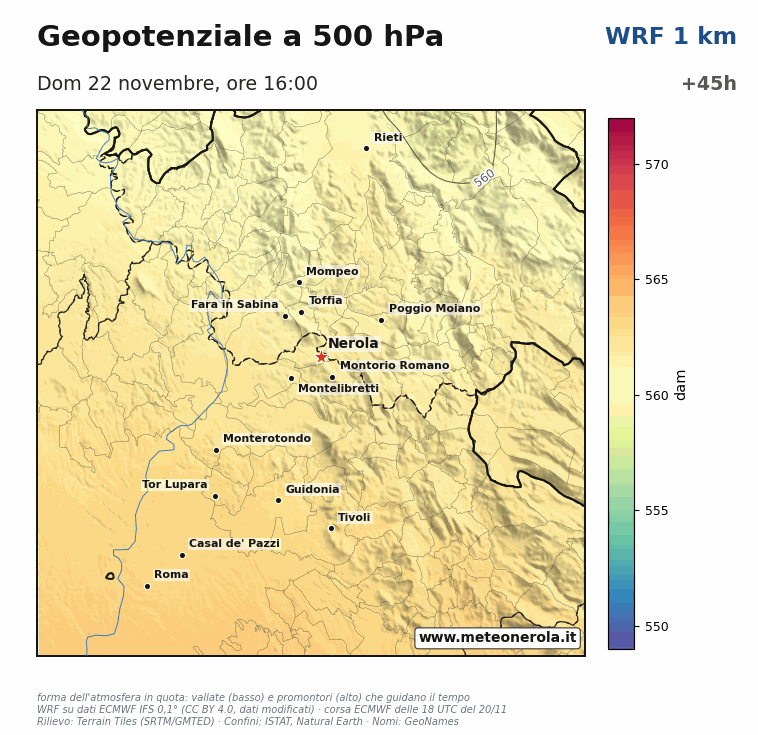 Geopotenziale a 500 hPa
WRF 1 km
Dom 22 novembre, ore 16:00
+45h
Rieti
560
570
Mompeo
565
Toffia
Fara in Sabina
Poggio Moiano
Nerola
Montorio Romano
Montelibretti
560
dam
Monterotondo
Tor Lupara
Guidonia
555
Tivoli
Casal de' Pazzi
Roma
550
www.meteonerola.it
forma dell'atmosfera in quota: vallate (basso) e promontori (alto) che guidano il tempo
WRF su dati ECMWF IFS 0,1° (CC BY 4.0, dati modificati) · corsa ECMWF delle 18 UTC del 20/11
Rilievo: Terrain Tiles (SRTM/GMTED) · Confini: ISTAT, Natural Earth · Nomi: GeoNames